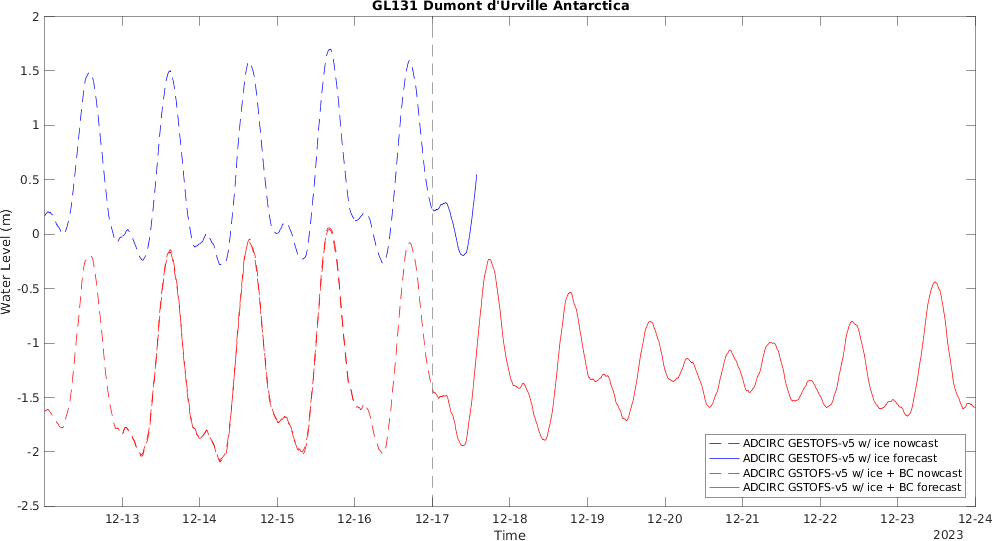 GL131 Dumont d'Urville Antarctica
Water Level (m)
2
1.5
1
0.5
0
-0.5
-1
-1.5
-2
-2.5
ADCIRC GESTOFS-v5 w/ ice nowcast
ADCIRC GESTOFS-v5 w/ ice forecast
ADCIRC GSTOFS-v5 w/ ice + BC nowcast
ADCIRC GSTOFS-v5 w/ ice + BC forecast
12-13 12-14 12-15 12-16 12-17 12-18 12-19 12-20 12-21 12-22 12-23 12-24
Time
2023